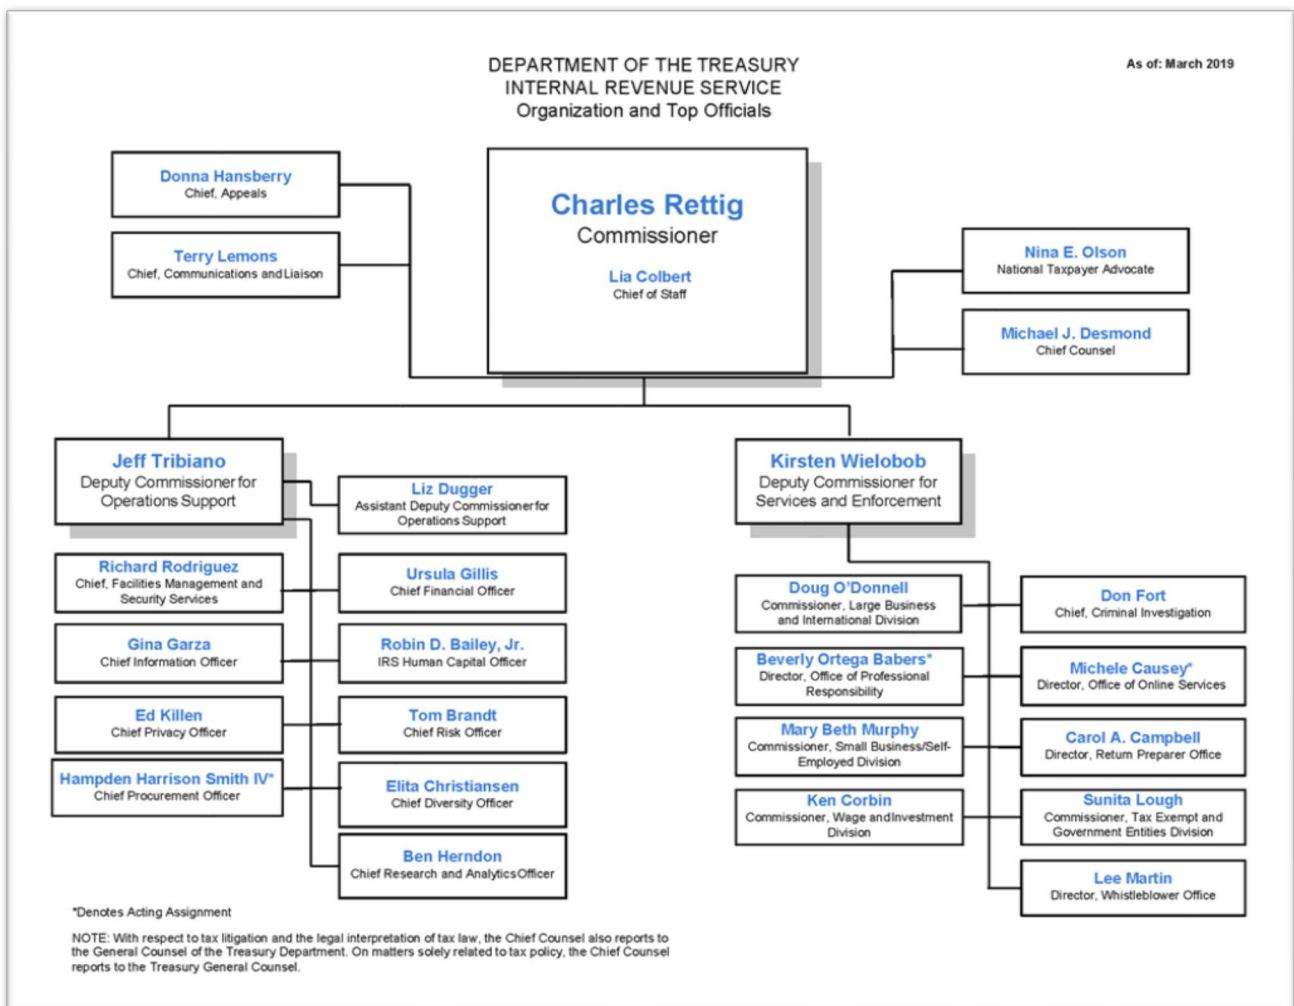 DEPARTMENT OF THE TREASURY
INTERNAL REVENUE SERVICE
Organization and Top Officials
As of: March 2019
Donna Hansberry
Chief, Appeals
Terry Lemons
Chief, Communications and Liaison
Charles Rettig
Commissioner
Lia Colbert
Chief of Staff
Nina E. Olson
National Taxpayer Advocate
Michael J. Desmond
Chief Counsel
Jeff Tribiano
Deputy Commissioner for
Operations Support
Liz Dugger
Assistant Deputy Commissioner for
Operations Support
Richard Rodriguez
Chief, Facilities Management and
Security Services
Ursula Gillis
Chief Financial Officer
Gina Garza
Chief Information Officer
Robin D. Bailey, Jr.
IRS Human Capital Officer
Ed Killen
Chief Privacy Officer
Tom Brandt
Chief Risk Officer
Hampden Harrison Smith IV*
Chief Procurement Officer
Elita Christiansen
Chief Diversity Officer
Ben Herndon
Chief Research and Analytics Officer
Kirsten Wielobob
Deputy Commissioner for
Services and Enforcement
Doug O'Donnell
Commissioner, Large Business
and International Division
Don Fort
Chief, Criminal Investigation
Beverly Ortega Babers*
Director, Office of Professional
Responsibility
Michele Causey*
Director, Office of Online Services
Mary Beth Murphy
Commissioner, Small Business/Self-
Employed Division
Carol A. Campbell
Director, Return Preparer Office
Ken Corbin
Commissioner, Wage and Investment
Division
Sunita Lough
Commissioner, Tax Exempt and
Government Entities Division
Lee Martin
Director, Whistleblower Office
*Denotes Acting Assignment
NOTE: With respect to tax litigation and the legal interpretation of tax law, the Chief Counsel also reports to
the General Counsel of the Treasury Department. On matters solely related to tax policy, the Chief Counsel
reports to the Treasury General Counsel.